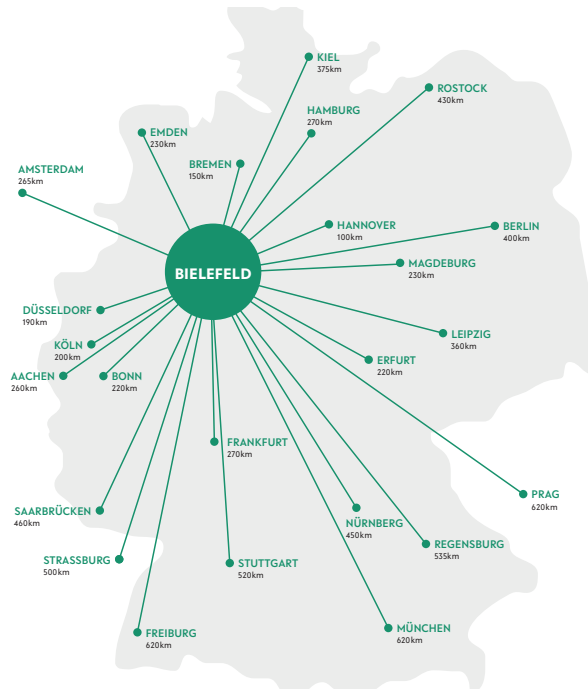 KIEL
375km
ROSTOCK
430km
HAMBURG
270km
EMDEN
230km
BREMEN
150km
AMSTERDAM
265km
HANNOVER
100km
BERLIN
400km
MAGDEBURG
230km
BIELEFELD
DÜSSELDORF
190km
KÖLN
200km
LEIPZIG
360km
ERFURT
220km
AACHEN
260km
BONN
220km
FRANKFURT
270km
PRAG
620km
SAARBRÜCKEN
460km
NÜRNBERG
450km
REGENSBURG
535km
STRASSBURG
500km
STUTTGART
520km
FREIBURG
620km
MÜNCHEN
620km